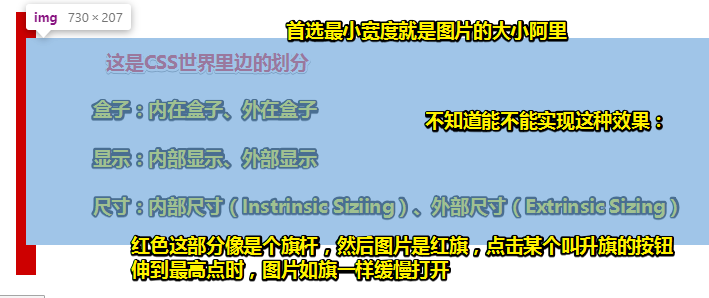 img 730 × 207
首选最小宽度就是图片的大小阿里
这是CSS世界里边的划分
盒子：内在盒子、外在盒子
不知道能不能实现这种效果：
显示：内部显示、外部显示
尺寸：内部尺寸（Instrinsic Siziing）、外部尺寸（Extrinsic Sizing）
红色这部分像是个旗杆，然后图片是红旗，点击某个叫升旗的按钮
伸到最高点时，图片如旗一样缓慢打开